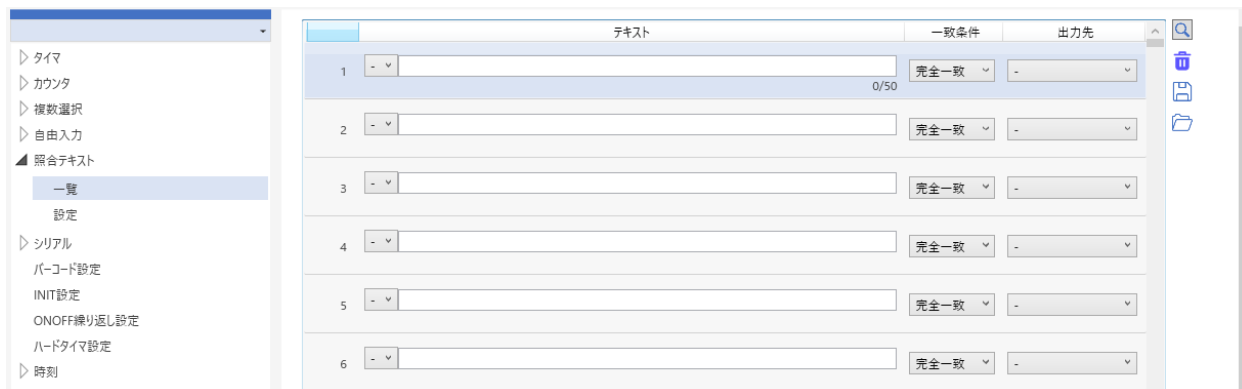 タイマ
カウンタ
複数選択
自由入力
照合テキスト
一覧
設定
シリアル
バーコード設定
INIT設定
ONOFF繰り返し設定
ハードタイマ設定
時刻
テキスト 一致条件 出力先
1 - 完全一致 -
0/50
2 - 完全一致 -
3 - 完全一致 -
4 - 完全一致 -
5 - 完全一致 -
6 - 完全一致 -